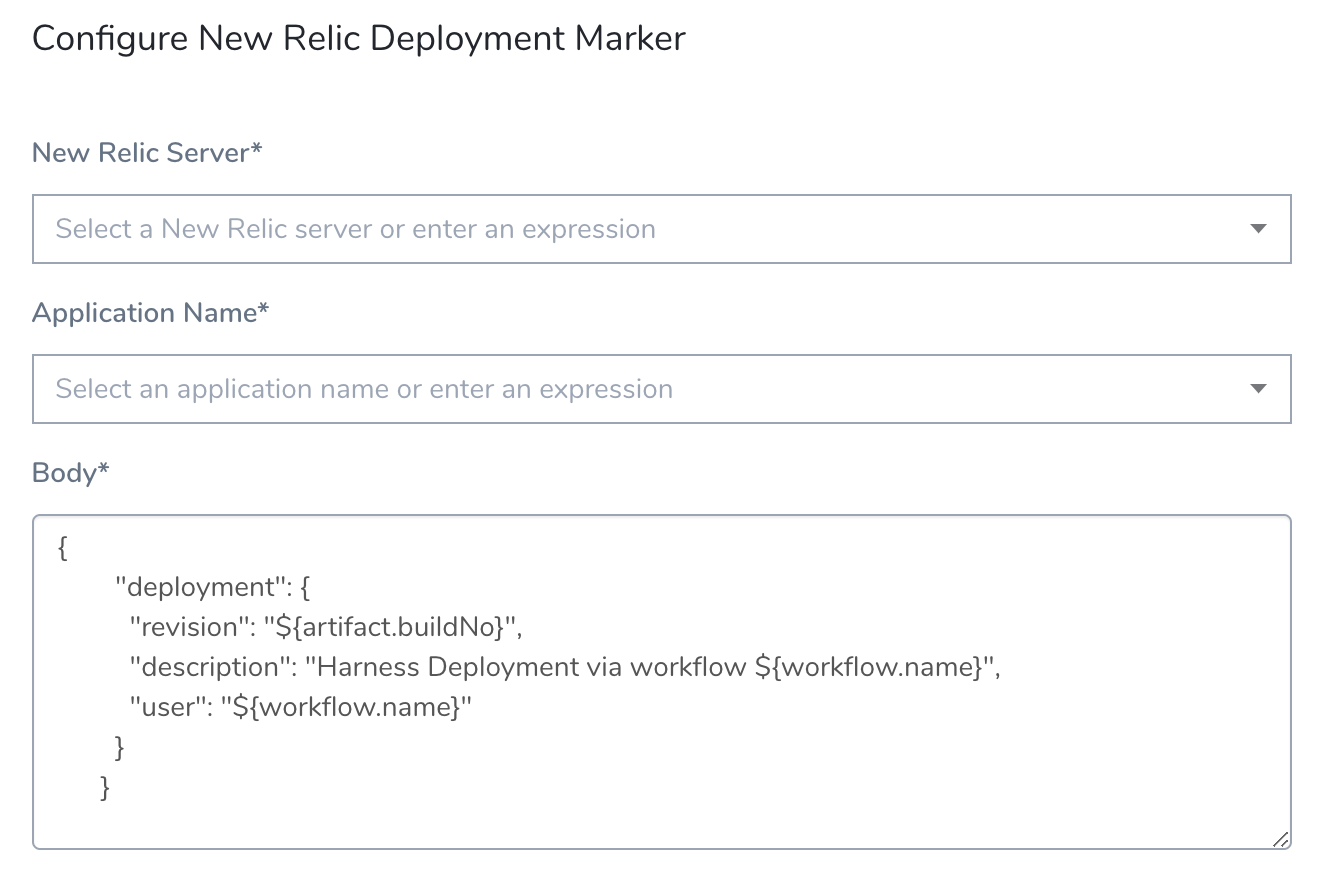 Configure New Relic Deployment Marker
New Relic Server*
Select a New Relic server or enter an expression
Application Name*
Select an application name or enter an expression
Body*
{
"deployment": {
"revision": "${artifact.buildNo}",
"description": "Harness Deployment via workflow ${workflow.name}",
"user": "${workflow.name}"
}
}